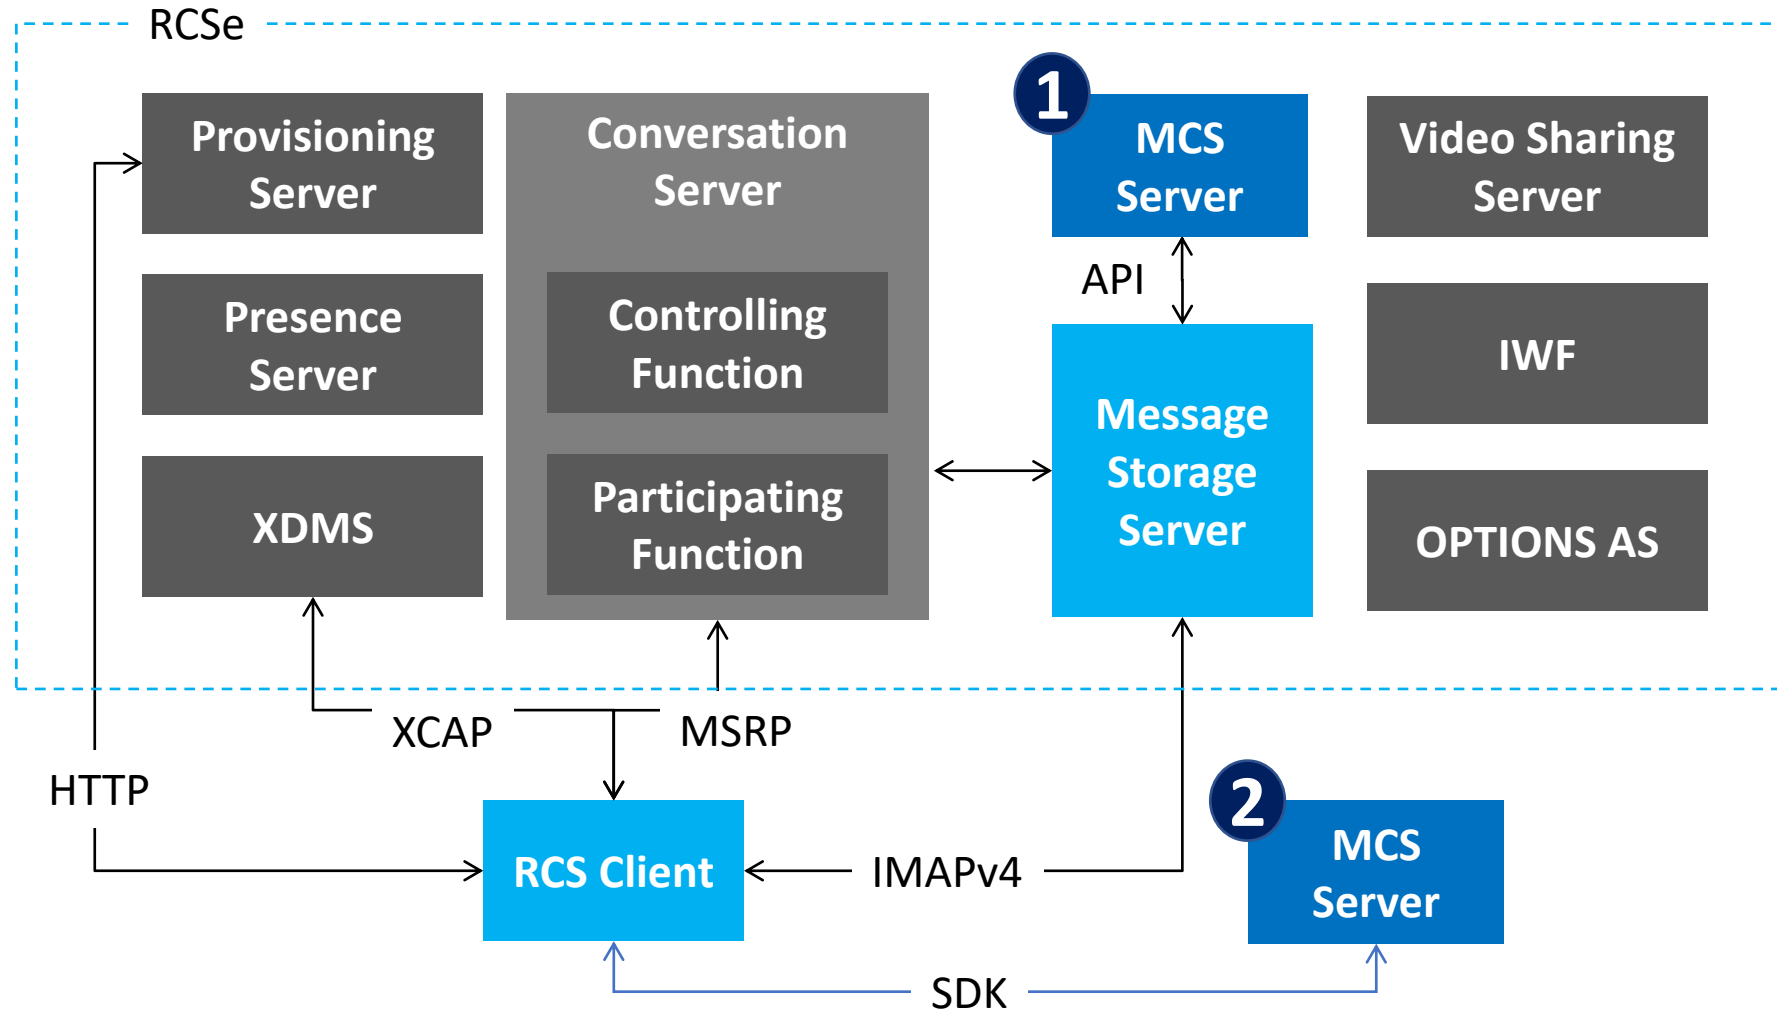 RCSe
Provisioning
Server
Presence
Server
XDMS
Conversation
Server
Controlling
Function
Participating
Function
1
MCS
Server
API
Message
Storage
Server
Video Sharing
Server
IWF
OPTIONS AS
XCAP
MSRP
HTTP
RCS Client
IMAPv4
2
MCS
Server
SDK